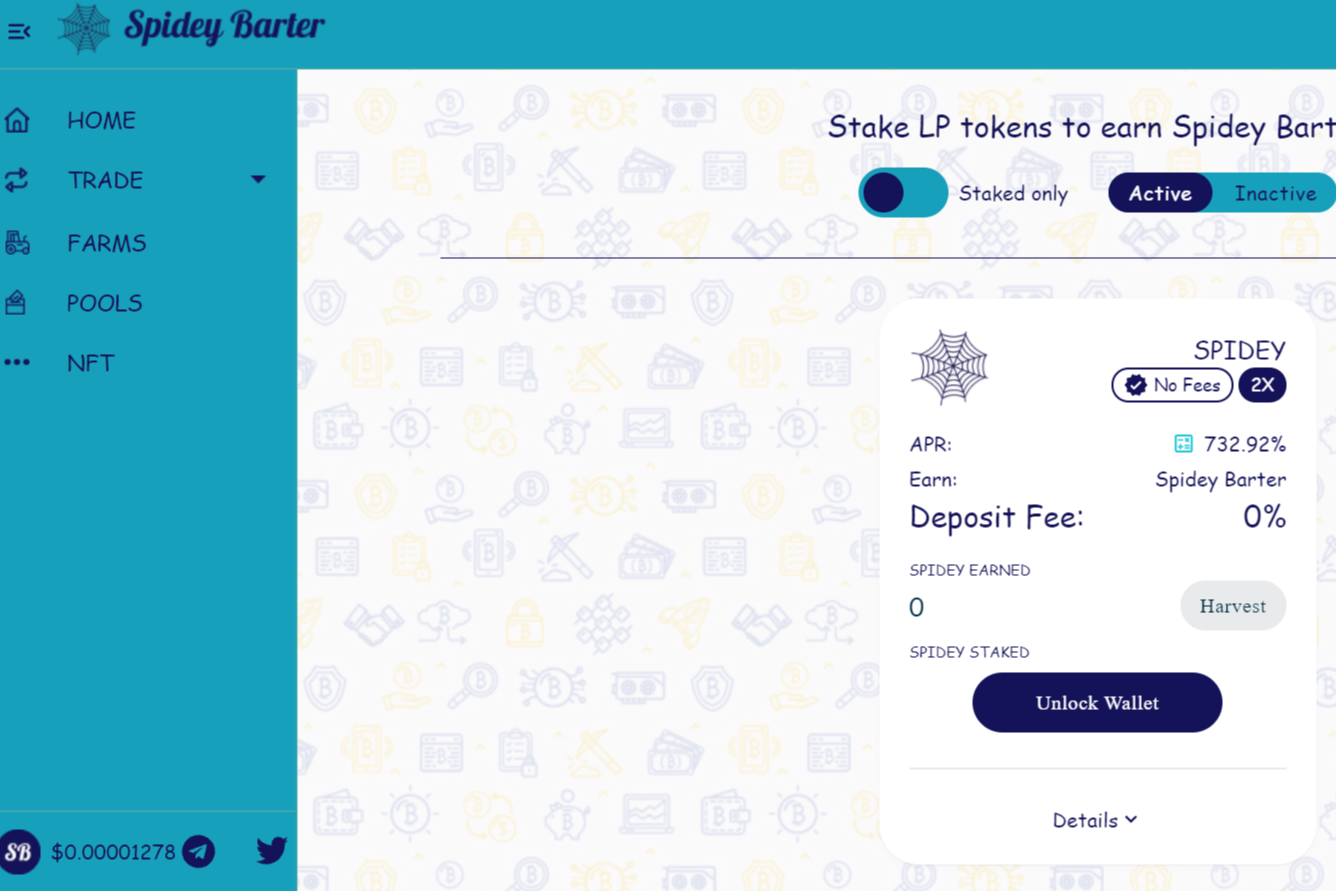 Spidey Barter
HOME
TRADE
FARMS
POOLS
NFT
SB $0.00001278
Stake LP tokens to earn Spidey Bart
Staked only
Active Inactive
SPIDEY
No Fees 2X
APR: 732.92%
Earn: Spidey Barter
Deposit Fee: 0%
SPIDEY EARNED
0 Harvest
SPIDEY STAKED
Unlock Wallet
Details